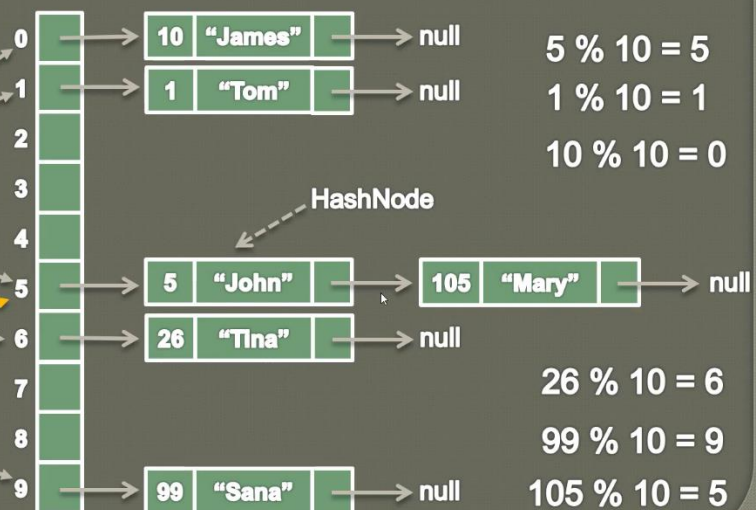 0 10 "James" null
5 % 10 = 5
1 1 "Tom" null
1 % 10 = 1
2
10 % 10 = 0
3
HashNode
4
5 5 "John" 105 "Mary" null
6 26 "Tina" null
7
26 % 10 = 6
8
99 % 10 = 9
9 99 "Sana" null
105 % 10 = 5